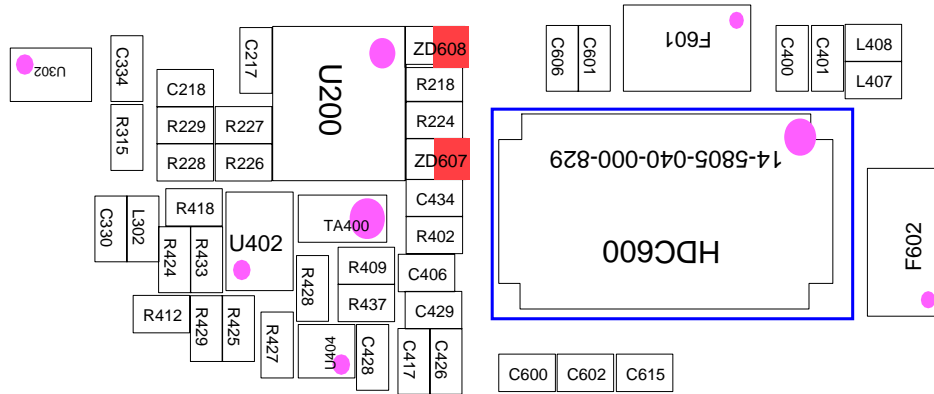 U302
C334
R315
C218
R229
R228
C217
R227
R226
U200
ZD608
R218
R224
ZD607
C434
R402
C606
C601
F601
C400
C401
L408
L407
14-5805-040-000-829
HDC600
F602
C330
L302
R418
R424
R433
U402
TA400
R409
R437
R428
C406
C429
R412
R429
R425
R427
U404
C428
C417
C426
C600
C602
C615